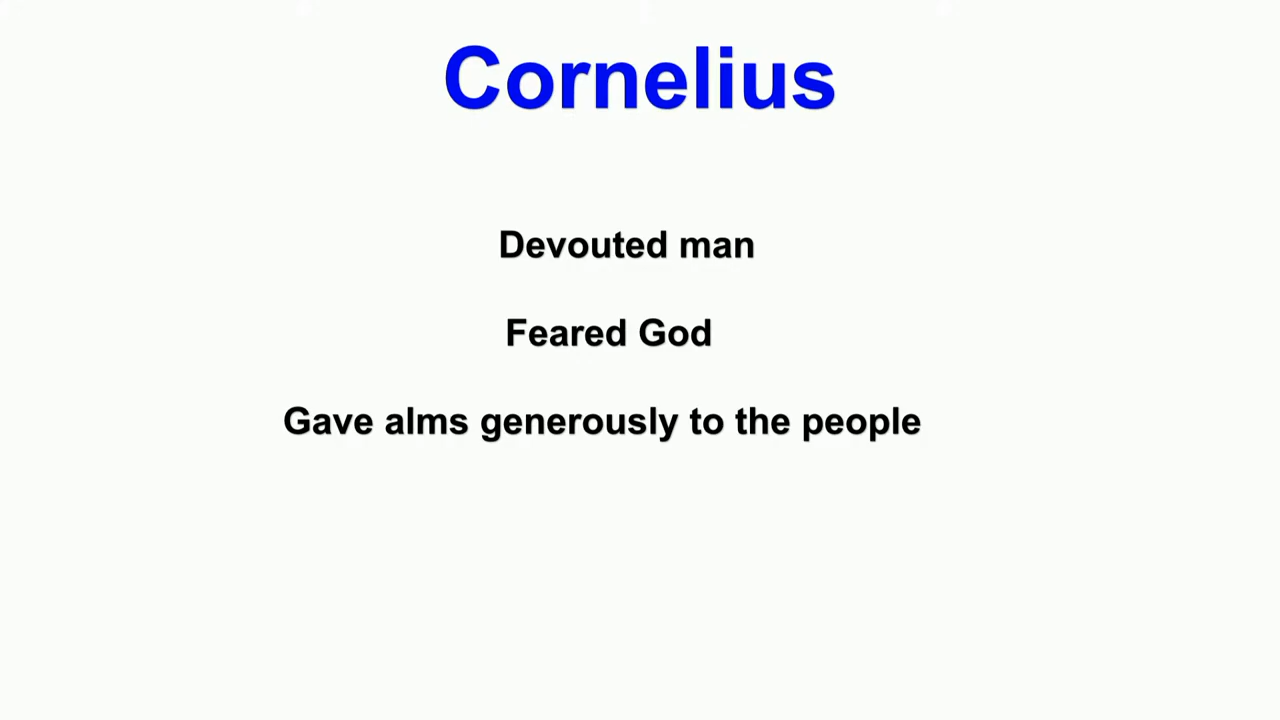 Cornelius
Devouted man
Feared God
Gave alms generously to the people